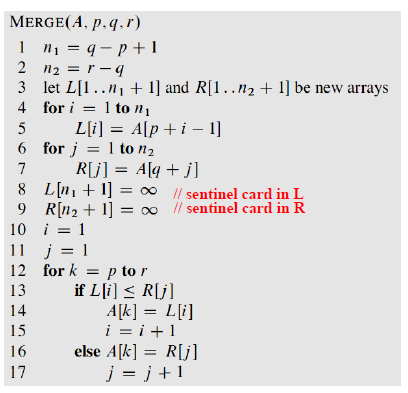 MERGE(A, p, q, r)
1 n₁ = q − p + 1
2 n₂ = r − q
3 let L[1..n₁ + 1] and R[1..n₂ + 1] be new arrays
4 for i = 1 to n₁
5 L[i] = A[p + i − 1]
6 for j = 1 to n₂
7 R[j] = A[q + j]
8 L[n₁ + 1] = ∞ // sentinel card in L
9 R[n₂ + 1] = ∞ // sentinel card in R
10 i = 1
11 j = 1
12 for k = p to r
13 if L[i] ≤ R[j]
14 A[k] = L[i]
15 i = i + 1
16 else A[k] = R[j]
17 j = j + 1